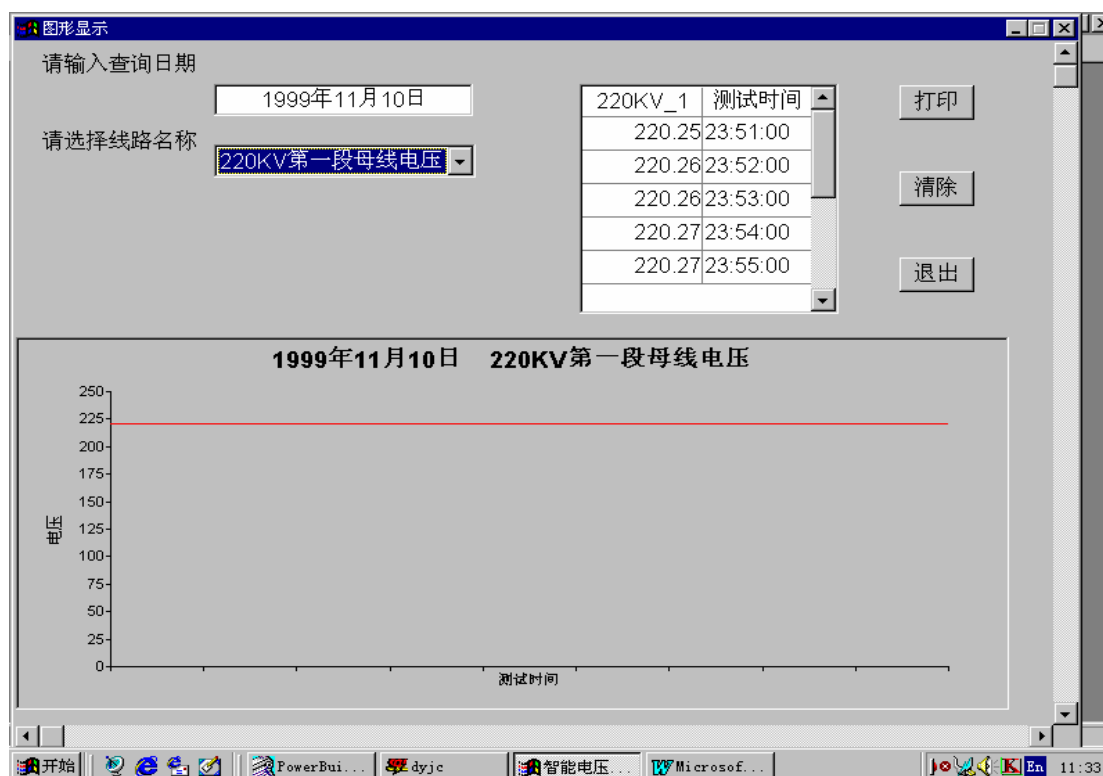 图形显示
请输入查询日期
1999年11月10日
请选择线路名称
220KV第一段母线电压
220KV_1 测试时间
220.25 23:51:00
220.26 23:52:00
220.26 23:53:00
220.27 23:54:00
220.27 23:55:00
打印
清除
退出
1999年11月10日 220KV第一段母线电压
250
225
200
175
150
125
100
75
50
25
0
电压
测试时间
开始 PowerBui... dyjc 智能电压... Microsof... K En 11:33